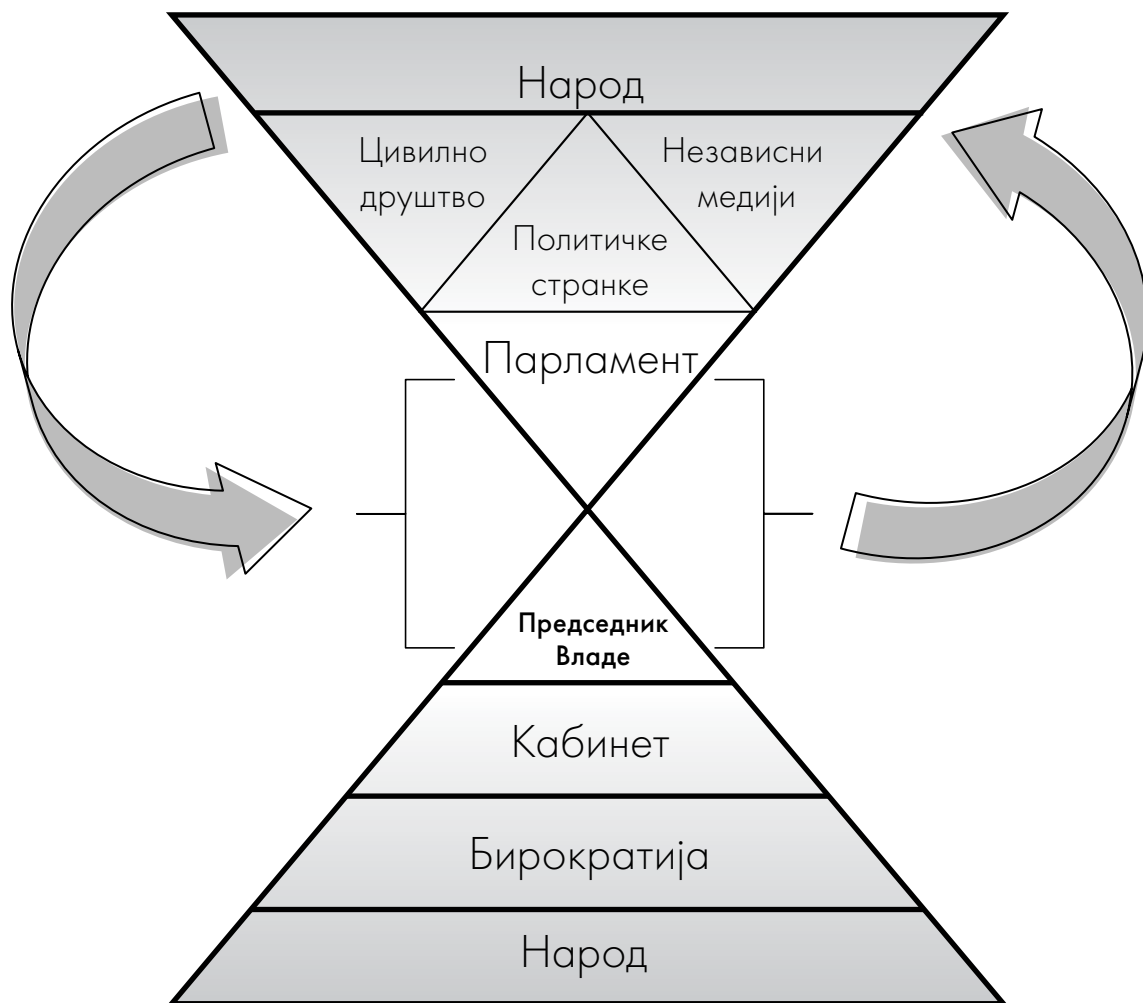 Народ
Цивилно
друштво
Независни
медији
Политичке
странке
Парламент
Председник
Владе
Кабинет
Бирократија
Народ